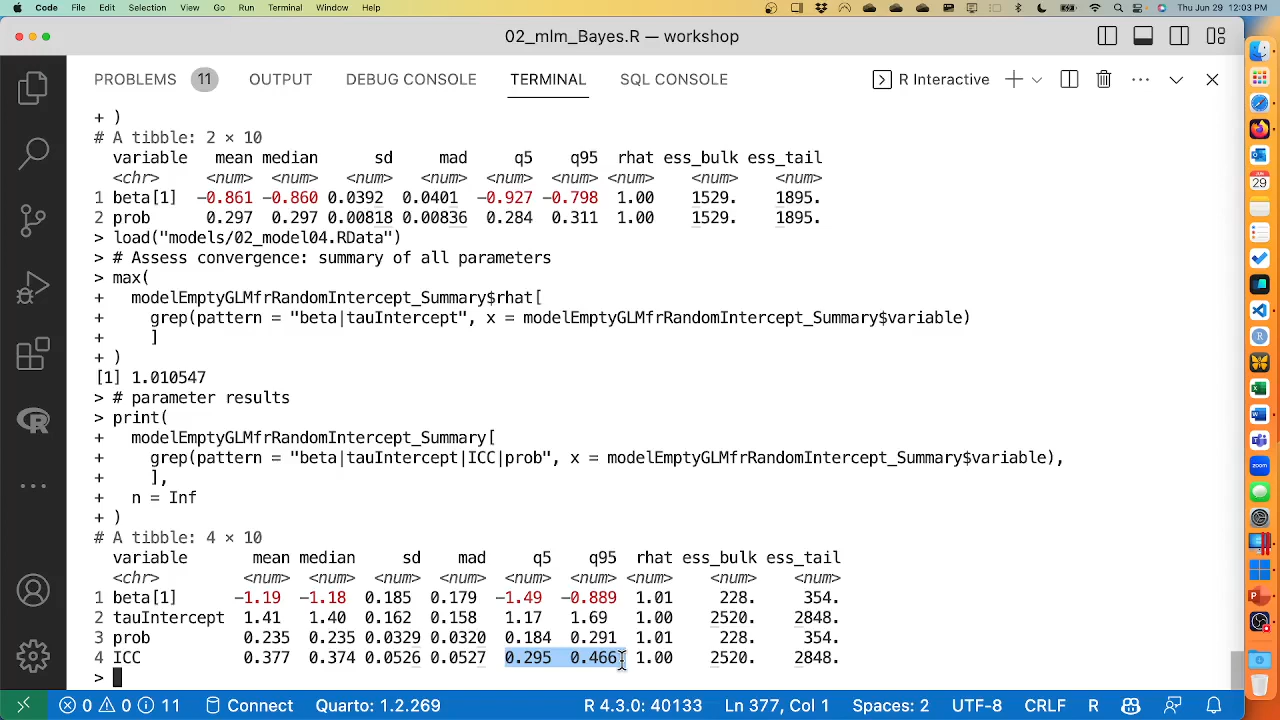 Code File Edit Selection View Go Run Terminal Window Help Thu Jun 29 12:03 PM
02_mlm_Bayes.R — workshop
PROBLEMS 11 OUTPUT DEBUG CONSOLE TERMINAL SQL CONSOLE R Interactive
+ )
# A tibble: 2 × 10
variable mean median sd mad q5 q95 rhat ess_bulk ess_tail
<chr> <num> <num> <num> <num> <num> <num> <num> <num> <num>
1 beta[1] -0.861 -0.860 0.0392 0.0401 -0.927 -0.798 1.00 1529. 1895.
2 prob 0.297 0.297 0.00818 0.00836 0.284 0.311 1.00 1529. 1895.
> load("models/02_model04.RData")
> # Assess convergence: summary of all parameters
> max(
+ modelEmptyGLMfrRandomIntercept_Summary$rhat[
+ grep(pattern = "beta|tauIntercept", x = modelEmptyGLMfrRandomIntercept_Summary$variable)
+ ]
+ )
[1] 1.010547
> # parameter results
> print(
+ modelEmptyGLMfrRandomIntercept_Summary[
+ grep(pattern = "beta|tauIntercept|ICC|prob", x = modelEmptyGLMfrRandomIntercept_Summary$variable),
+ ],
+ n = Inf
+ )
# A tibble: 4 × 10
variable mean median sd mad q5 q95 rhat ess_bulk ess_tail
<chr> <num> <num> <num> <num> <num> <num> <num> <num> <num>
1 beta[1] -1.19 -1.18 0.185 0.179 -1.49 -0.889 1.01 228. 354.
2 tauIntercept 1.41 1.40 0.162 0.158 1.17 1.69 1.00 2520. 2848.
3 prob 0.235 0.235 0.0329 0.0320 0.184 0.291 1.01 228. 354.
4 ICC 0.377 0.374 0.0526 0.0527 0.295 0.466 1.00 2520. 2848.
>
0 0 11 Connect Quarto: 1.2.269 R 4.3.0: 40133 Ln 377, Col 1 Spaces: 2 UTF-8 CRLF R